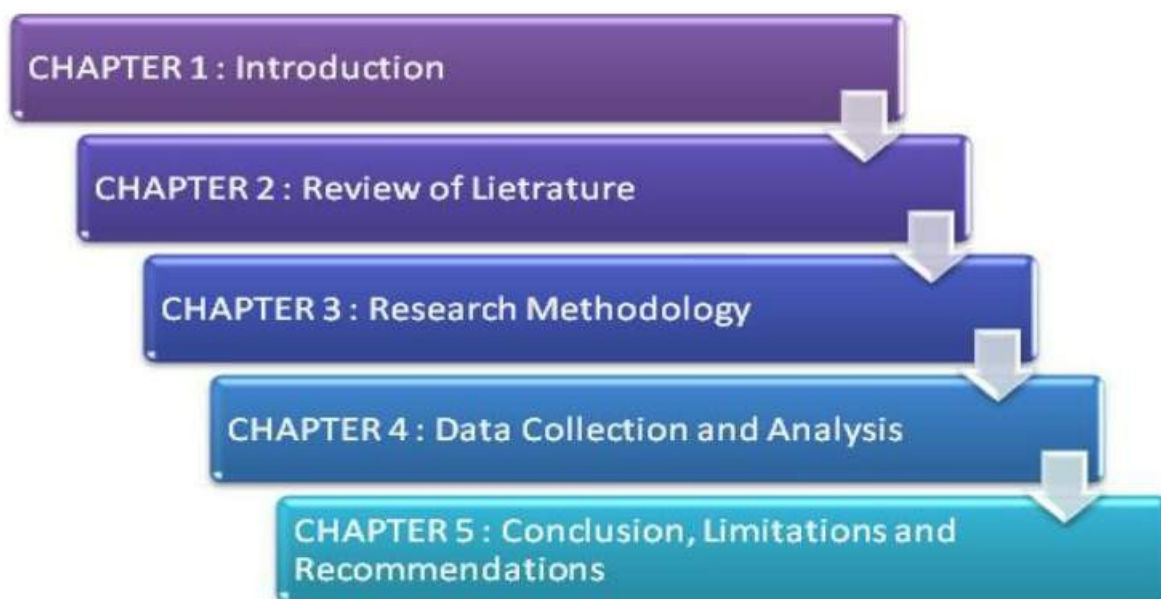 CHAPTER 1 : Introduction
CHAPTER 2 : Review of Lietrature
CHAPTER 3 : Research Methodology
CHAPTER 4 : Data Collection and Analysis
CHAPTER 5 : Conclusion, Limitations and
Recommendations